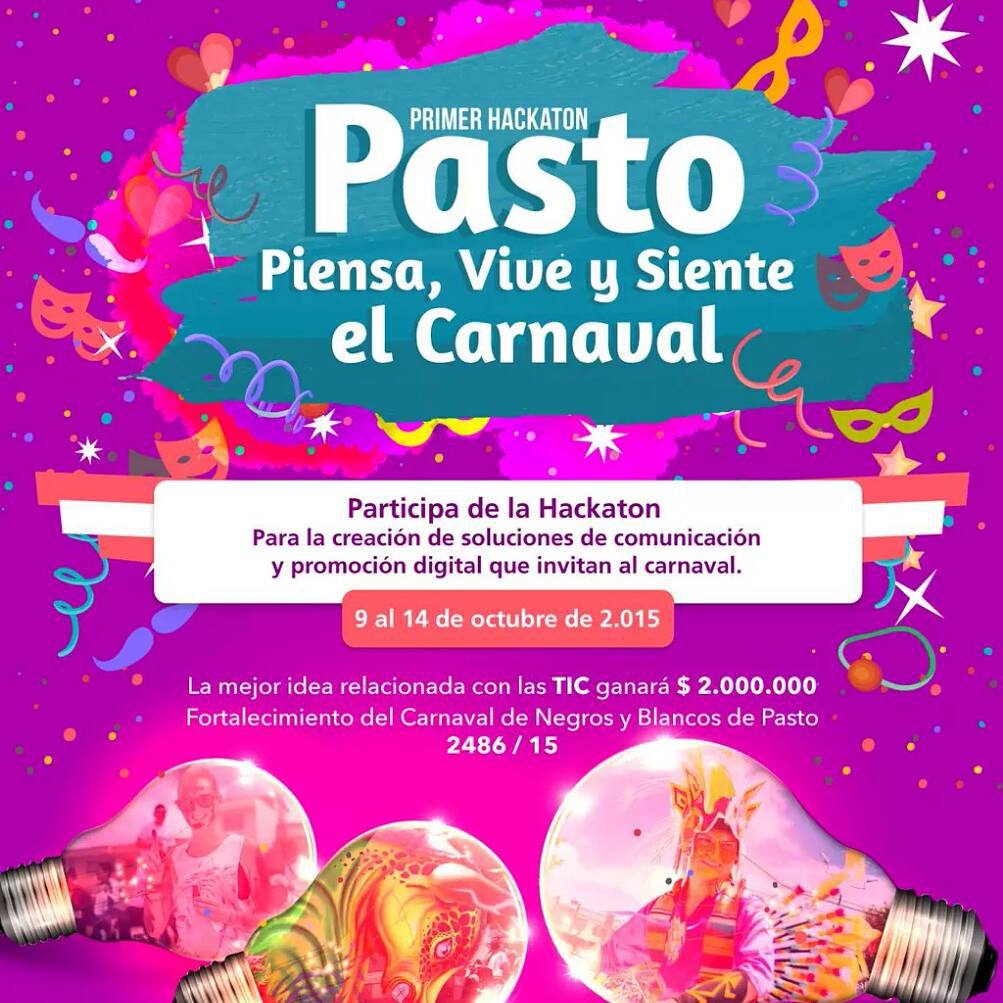 PRIMER HACKATON
Pasto
Piensa, Vive y Siente
el Carnaval
Participa de la Hackaton
Para la creación de soluciones de comunicación
y promoción digital que invitan al carnaval.
9 al 14 de octubre de 2.015
La mejor idea relacionada con las TIC ganará $ 2.000.000
Fortalecimiento del Carnaval de Negros y Blancos de Pasto
2486 / 15